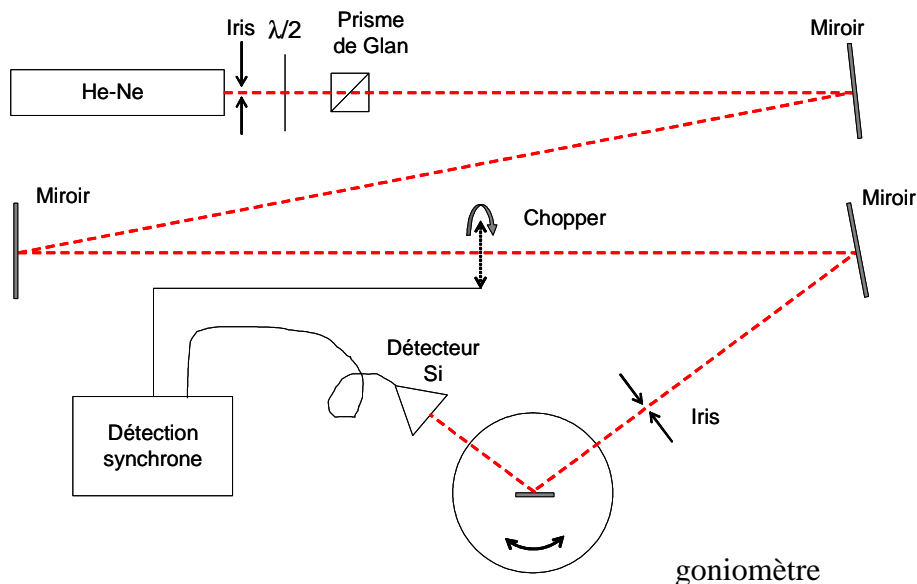 Iris
λ/2
Prisme
de Glan
Miroir
He-Ne
Miroir
Chopper
Miroir
Détecteur
Si
Iris
Détection
synchrone
goniomètre